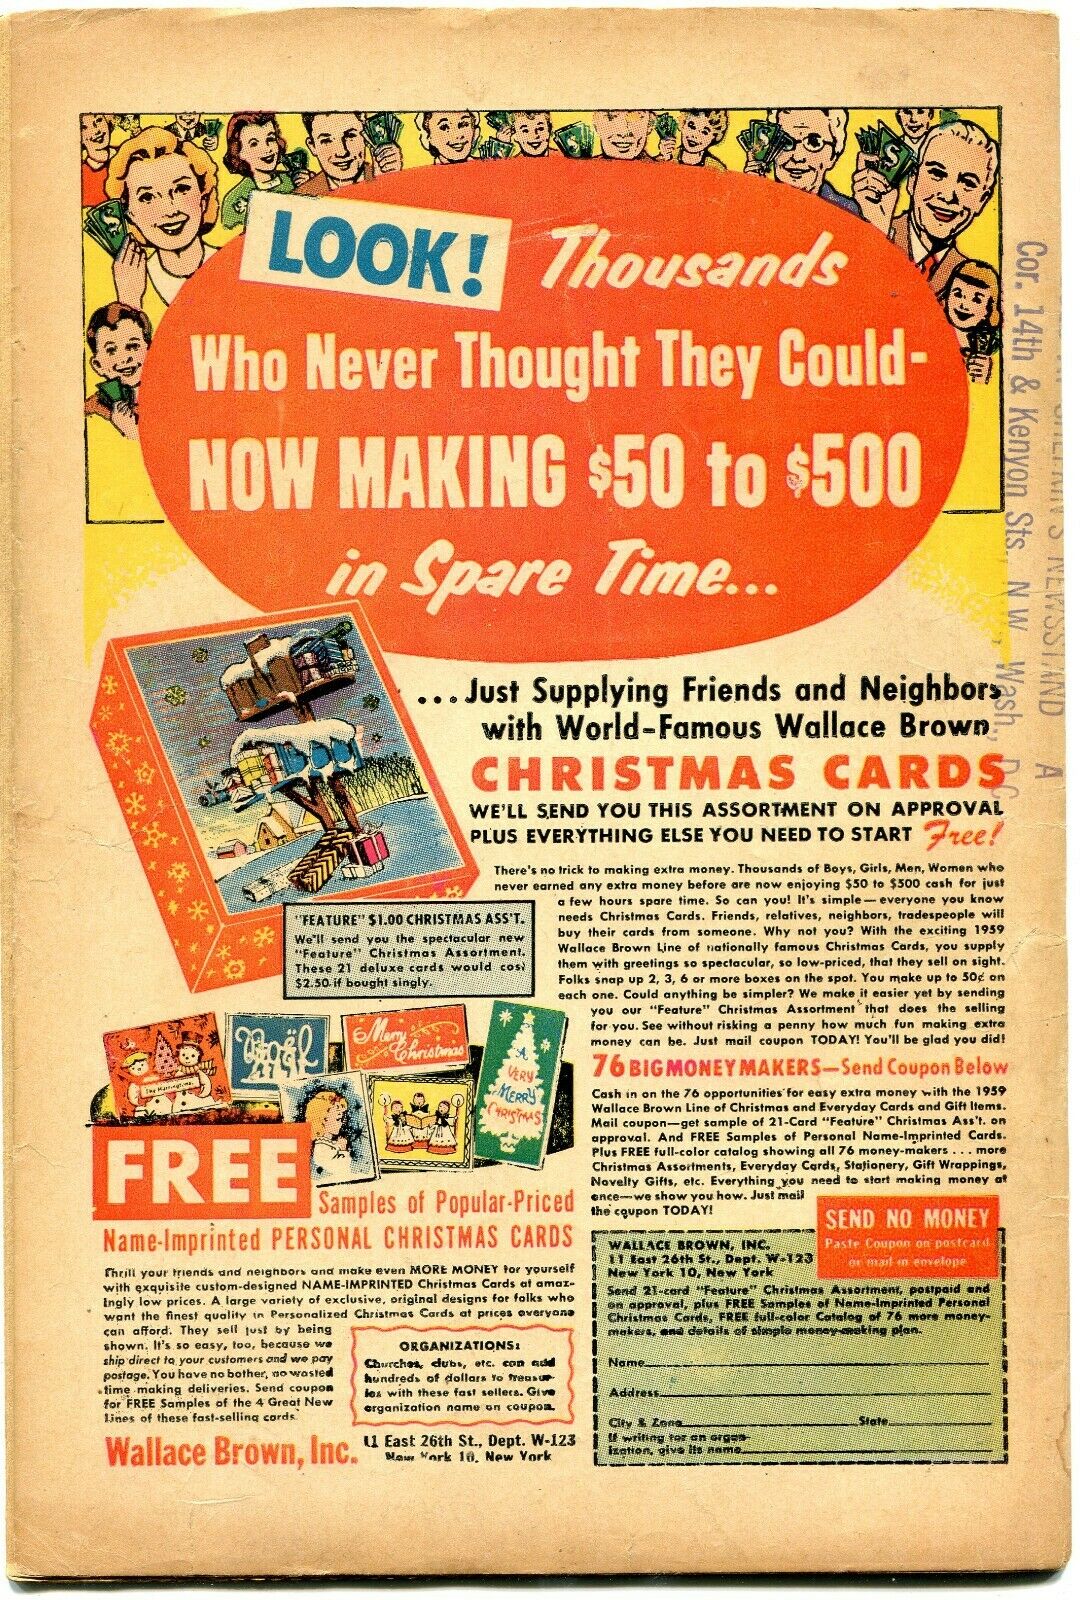 LOOK! Thousands
Who Never Thought They Could-
NOW MAKING $50 to $500
in Spare Time...
...Just Supplying Friends and Neighbors
with World-Famous Wallace Brown
CHRISTMAS CARDS
WE'LL SEND YOU THIS ASSORTMENT ON APPROVAL
PLUS EVERYTHING ELSE YOU NEED TO START Free!
There's no trick to making extra money. Thousands of Boys, Girls, Men, Women who
never earned any extra money before are now enjoying $50 to $500 cash for just
a few hours spare time. So can you! It's simple—everyone you know
needs Christmas Cards. Friends, relatives, neighbors, tradespeople will
buy their cards from someone. Why not you? With the exciting 1959
Wallace Brown Line of nationally famous Christmas Cards, you supply
them with greetings so spectacular, so low-priced, that they sell on sight.
Folks snap up 2, 3, 6 or more boxes on the spot. You make up to 50¢ on
each one. Could anything be simpler? We make it easier yet by sending
you our "Feature" Christmas Assortment that does the selling
for you. See without risking a penny how much fun making extra
money can be. Just mail coupon TODAY! You'll be glad you did!
"FEATURE" $1.00 CHRISTMAS ASS'T.
We'll send you the spectacular new
"Feature" Christmas Assortment.
These 21 deluxe cards would cost
$2.50 if bought singly.
76 BIG MONEY MAKERS—Send Coupon Below
Cash in on the 76 opportunities for easy extra money with the 1959
Wallace Brown Line of Christmas and Everyday Cards and Gift Items.
Mail coupon—get sample of 21-Card "Feature" Christmas Ass't. on
approval. And FREE Samples of Personal Name-Imprinted Cards.
Plus FREE full-color catalog showing all 76 money-makers . . . more
Christmas Assortments, Everyday Cards, Stationery, Gift Wrappings,
Novelty Gifts, etc. Everything you need to start making money at
once—we show you how. Just mail
the coupon TODAY!
Noël
Merry
Christmas
A
VERY
MERRY
CHRISTMAS
FREE
Samples of Popular-Priced
Name-Imprinted PERSONAL CHRISTMAS CARDS
Thrill your friends and neighbors and make even MORE MONEY for yourself
with exquisite custom-designed NAME-IMPRINTED Christmas Cards at amaz-
ingly low prices. A large variety of exclusive, original designs for folks who
want the finest quality in Personalized Christmas Cards at prices everyone
can afford. They sell just by being
shown. It's so easy, too, because we
ship direct to your customers and we pay
postage. You have no bother, no wasted
time making deliveries. Send coupon
for FREE Samples of the 4 Great New
Lines of these fast-selling cards.
ORGANIZATIONS:
Churches, clubs, etc. can add
hundreds of dollars to treasur-
ies with these fast sellers. Give
organization name on coupon.
Wallace Brown, Inc.
11 East 26th St., Dept. W-123
New York 10, New York
SEND NO MONEY
Paste Coupon on postcard
or mail in envelope
WALLACE BROWN, INC.
11 East 26th St., Dept. W-123
New York 10, New York
Send 21-card "Feature" Christmas Assortment, postpaid and
on approval, plus FREE Samples of Name-Imprinted Personal
Christmas Cards, FREE full-color Catalog of 76 more money-
makers, and details of simple money-making plan.
Name
Address
City & Zone State
If writing for an organ-
ization, give its name
NEWSSTAND A
Cor. 14th & Kenyon Sts., N W , Wash., D.C.